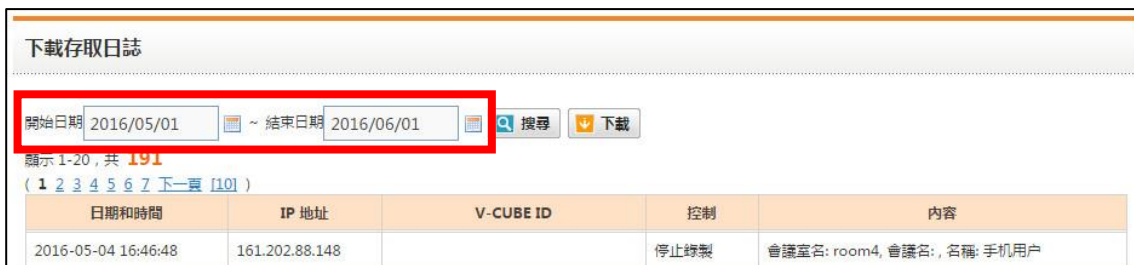 下載存取日誌
開始日期 2016/05/01 ~ 結束日期 2016/06/01 搜尋 下載
顯示 1-20 , 共 191
( 1 2 3 4 5 6 7 下一頁 [10] )
日期和時間 IP 地址 V-CUBE ID 控制 內容
2016-05-04 16:46:48 161.202.88.148 停止錄製 會議室名: room4, 會議名: , 名稱: 手机用户